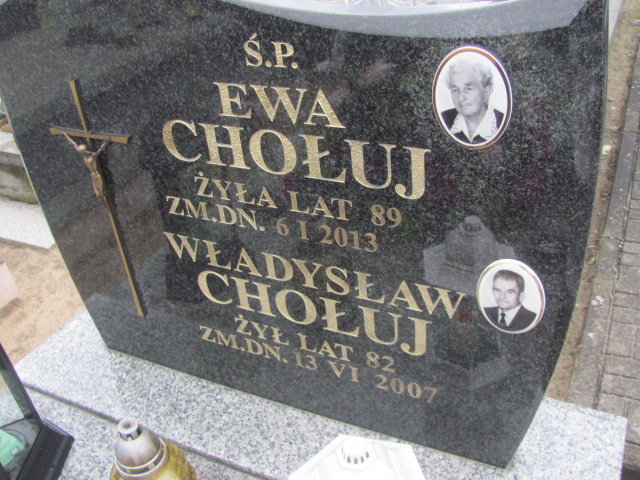 Ś.P.
EWA
CHOŁUJ
ŻYŁA LAT 89
ZM.DN. 6 I 2013
WŁADYSŁAW
CHOŁUJ
ŻYŁ LAT 82
ZM.DN. 13 VI 2007